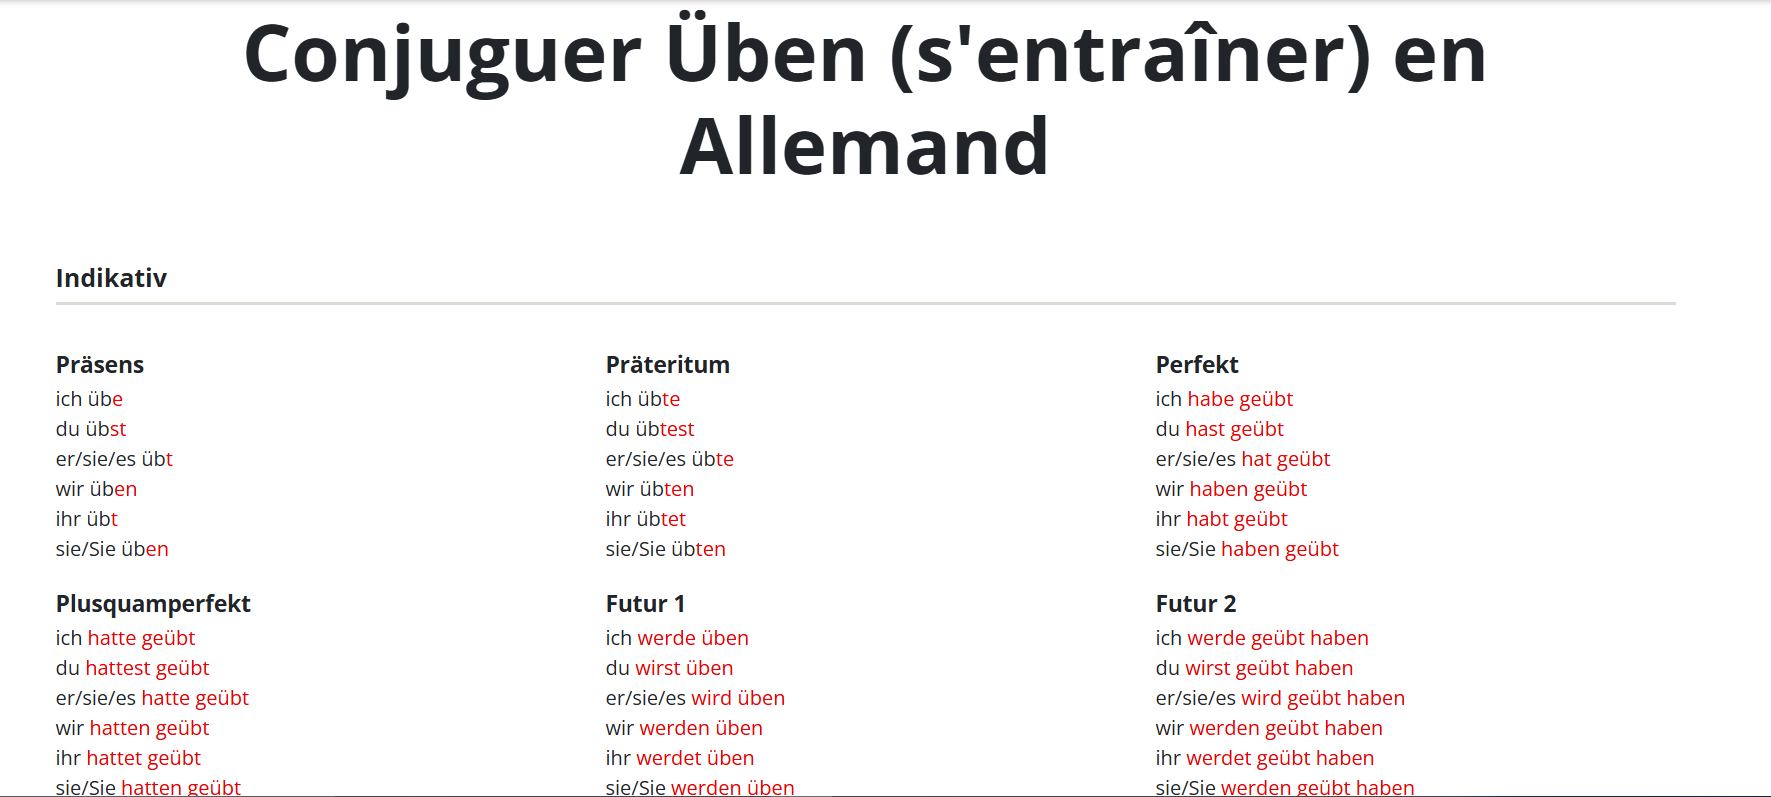 Conjuguer Üben (s'entraîner) en
Allemand
Indikativ
Präsens
ich übe
du übst
er/sie/es übt
wir üben
ihr übt
sie/Sie üben
Präteritum
ich übte
du übtest
er/sie/es übte
wir übten
ihr übtet
sie/Sie übten
Perfekt
ich habe geübt
du hast geübt
er/sie/es hat geübt
wir haben geübt
ihr habt geübt
sie/Sie haben geübt
Plusquamperfekt
ich hatte geübt
du hattest geübt
er/sie/es hatte geübt
wir hatten geübt
ihr hattet geübt
sie/Sie hatten geübt
Futur 1
ich werde üben
du wirst üben
er/sie/es wird üben
wir werden üben
ihr werdet üben
sie/Sie werden üben
Futur 2
ich werde geübt haben
du wirst geübt haben
er/sie/es wird geübt haben
wir werden geübt haben
ihr werdet geübt haben
sie/Sie werden geübt haben